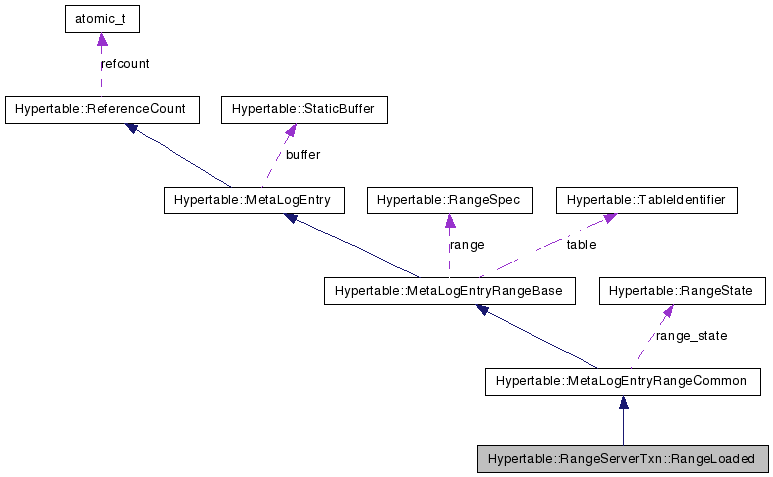 atomic_t
refcount
Hypertable::ReferenceCount
Hypertable::StaticBuffer
buffer
Hypertable::MetaLogEntry
Hypertable::RangeSpec
Hypertable::TableIdentifier
range
table
Hypertable::MetaLogEntryRangeBase
Hypertable::RangeState
range_state
Hypertable::MetaLogEntryRangeCommon
Hypertable::RangeServerTxn::RangeLoaded